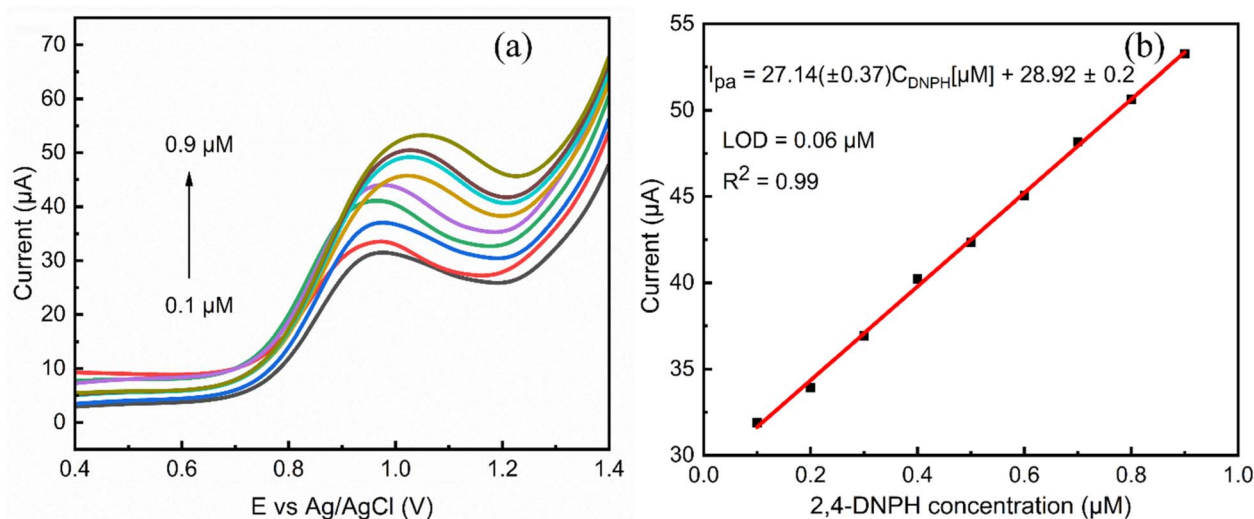 (a)
70
60
50
40
30
20
10
0
Current (µA)
0.9 µM
0.1 µM
0.4 0.6 0.8 1.0 1.2 1.4
E vs Ag/AgCl (V)
(b)
55
50
45
40
35
30
Current (µA)
I_pa = 27.14(±0.37)C_DNPH[µM] + 28.92 ± 0.2
LOD = 0.06 µM
R² = 0.99
0.0 0.2 0.4 0.6 0.8 1.0
2,4-DNPH concentration (µM)